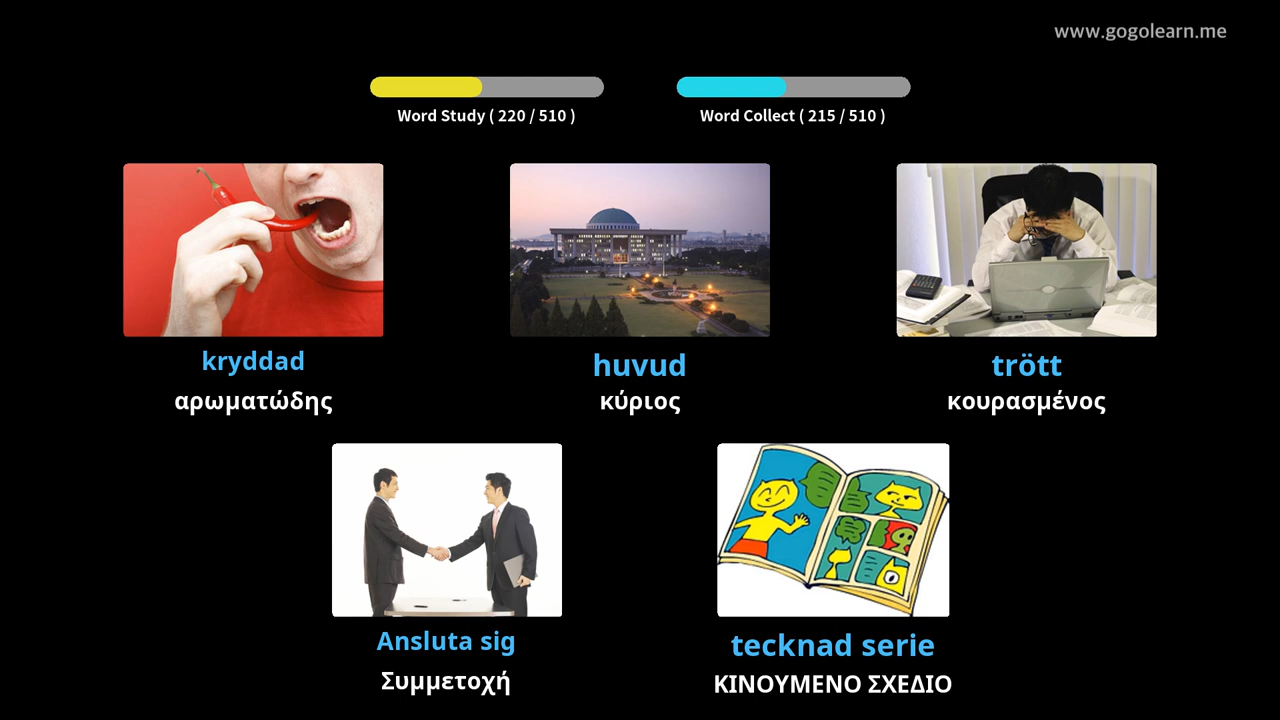 www.gogolearn.me
Word Study ( 220 / 510 )
Word Collect ( 215 / 510 )
kryddad
αρωματώδης
huvud
κύριος
trött
κουρασμένος
Ansluta sig
Συμμετοχή
tecknad serie
ΚΙΝΟΥΜΕΝΟ ΣΧΕΔΙΟ